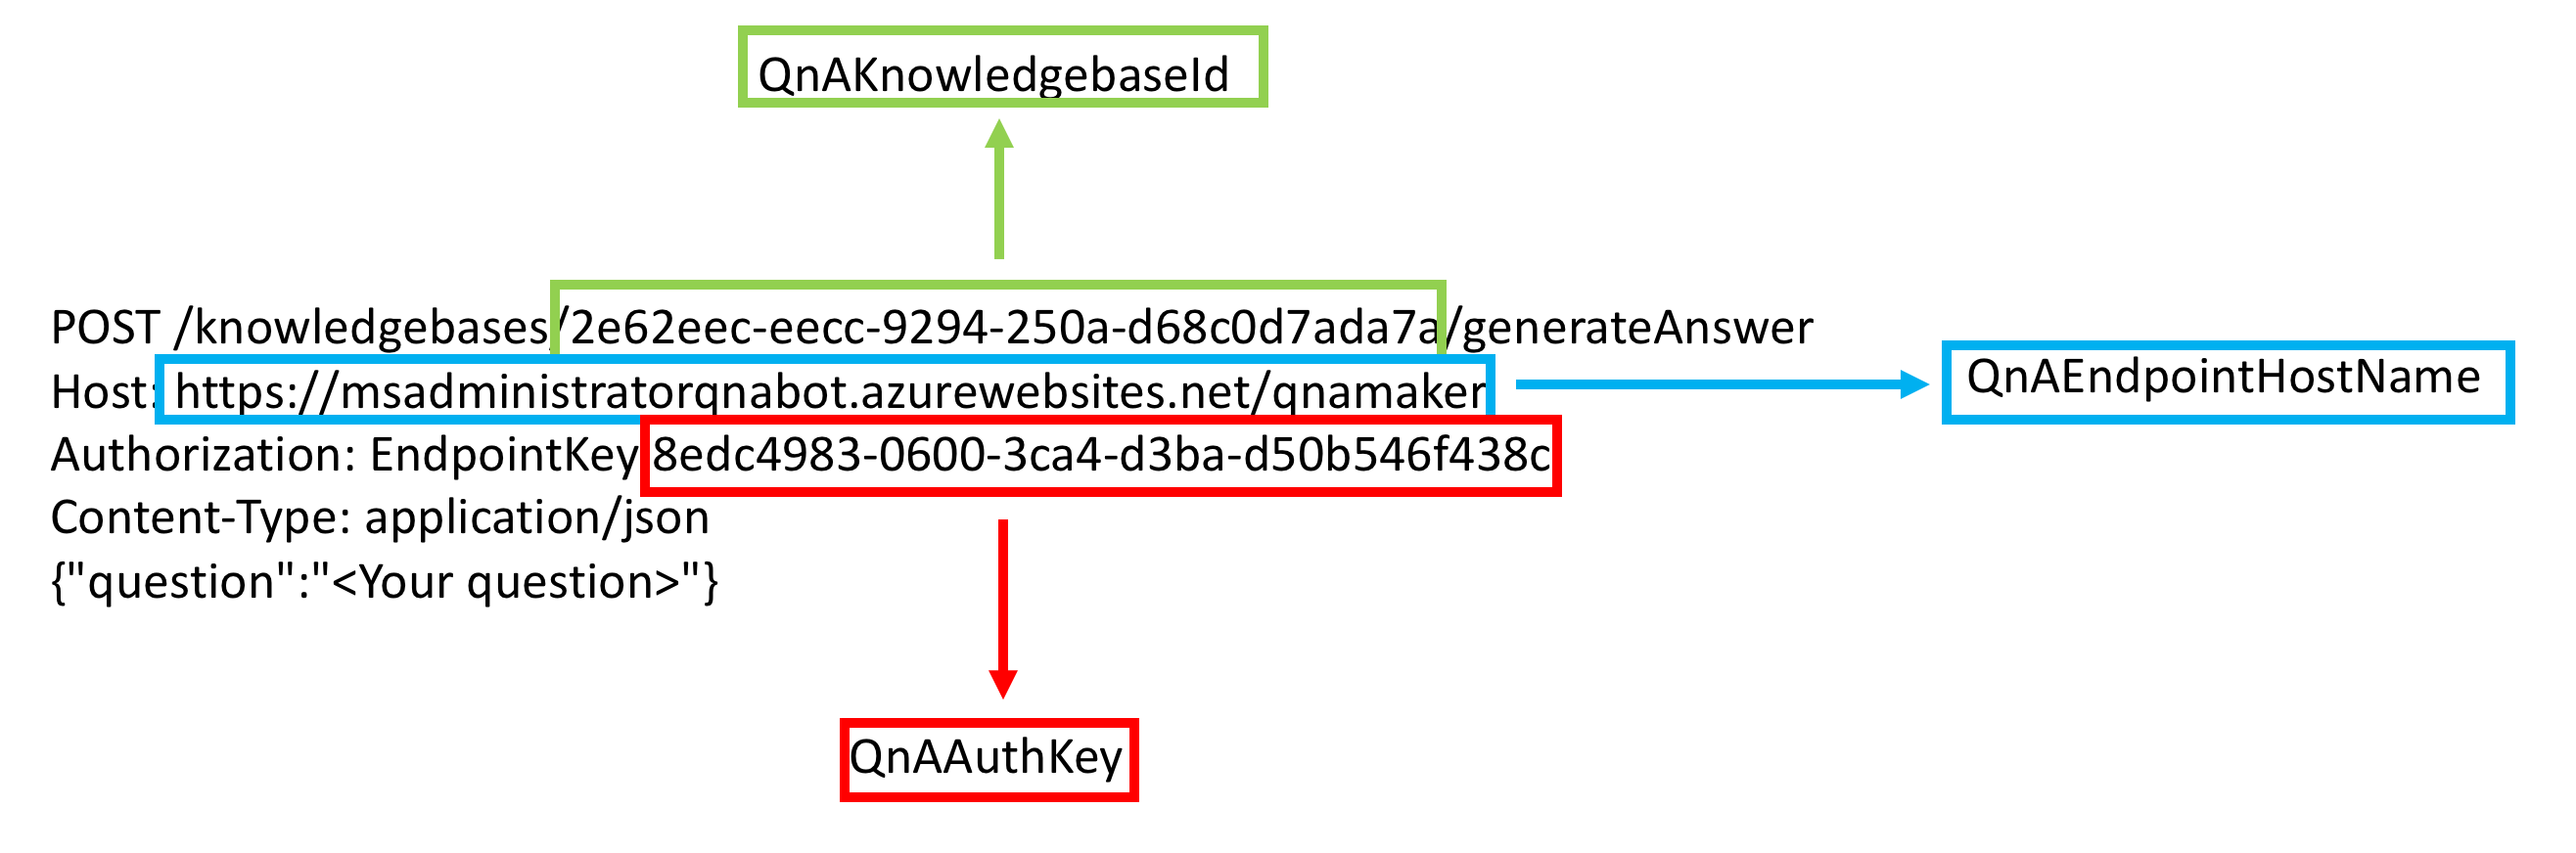 QnAKnowledgebaseId
POST /knowledgebases/2e62eec-eecc-9294-250a-d68c0d7ada7a/generateAnswer
Host: https://msadministratorqnabot.azurewebsites.net/qnamaker
QnAEndpointHostName
Authorization: EndpointKey 8edc4983-0600-3ca4-d3ba-d50b546f438c
Content-Type: application/json
{"question":"<Your question>"}
QnAAuthKey